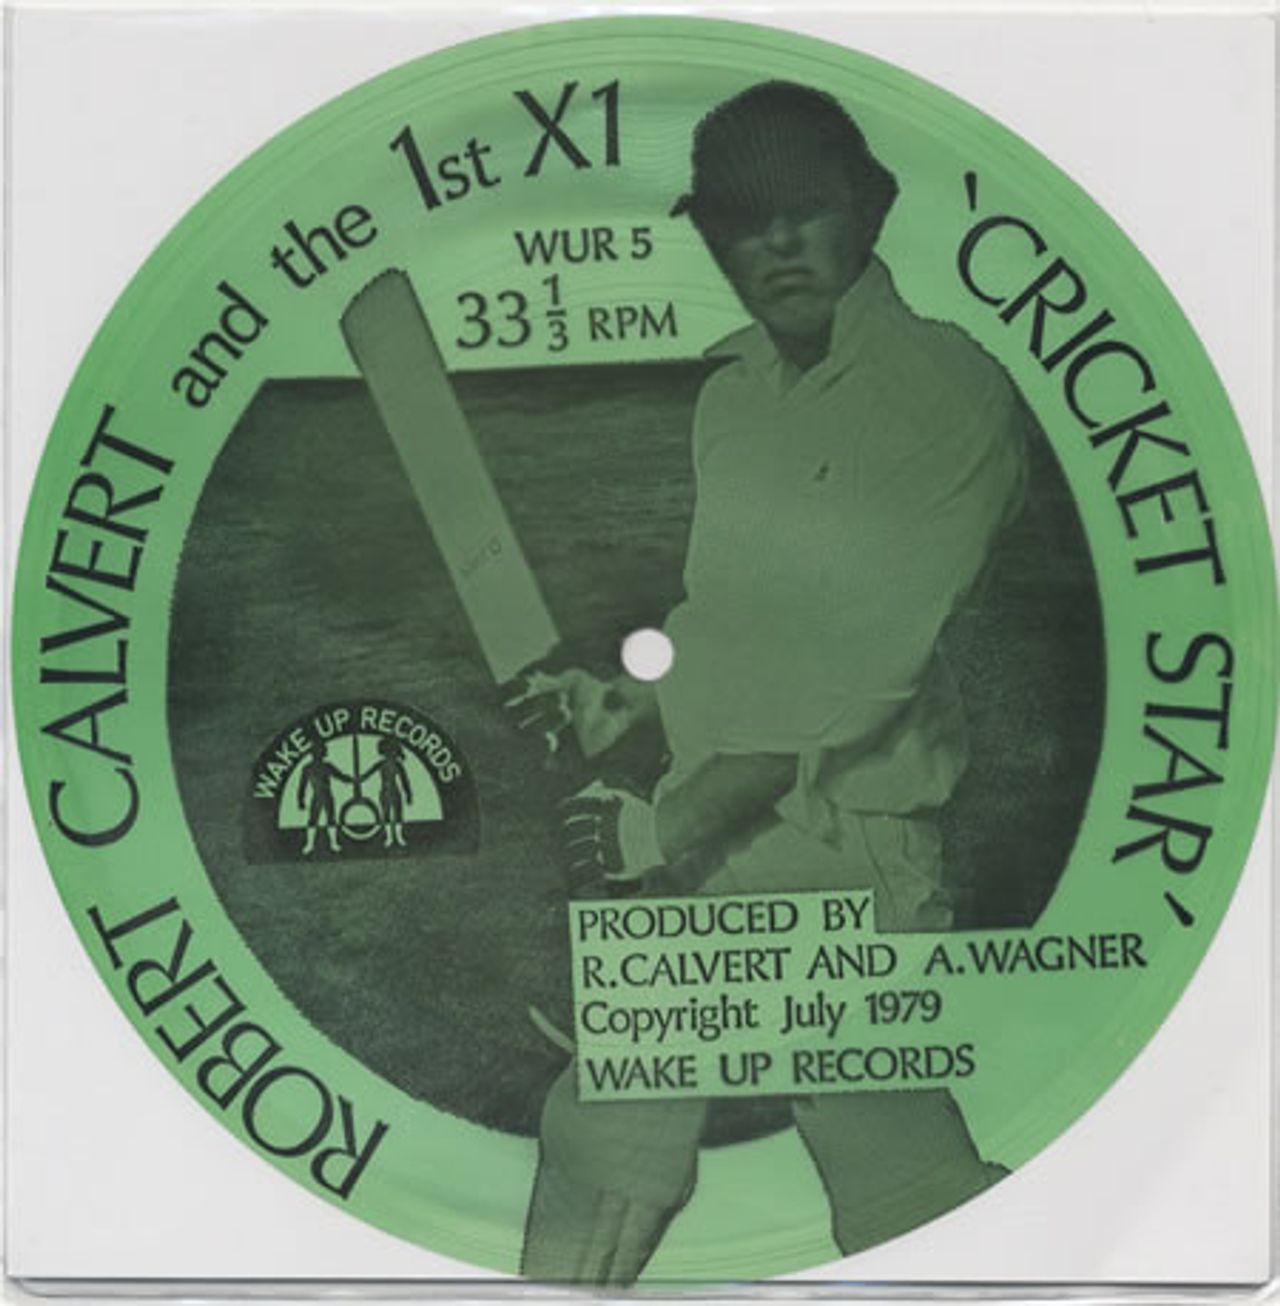 ROBERT CALVERT and the 1st X1
'CRICKET STAR'
WUR 5
33 1/3 RPM
WAKE UP RECORDS
PRODUCED BY
R.CALVERT AND A.WAGNER
Copyright July 1979
WAKE UP RECORDS